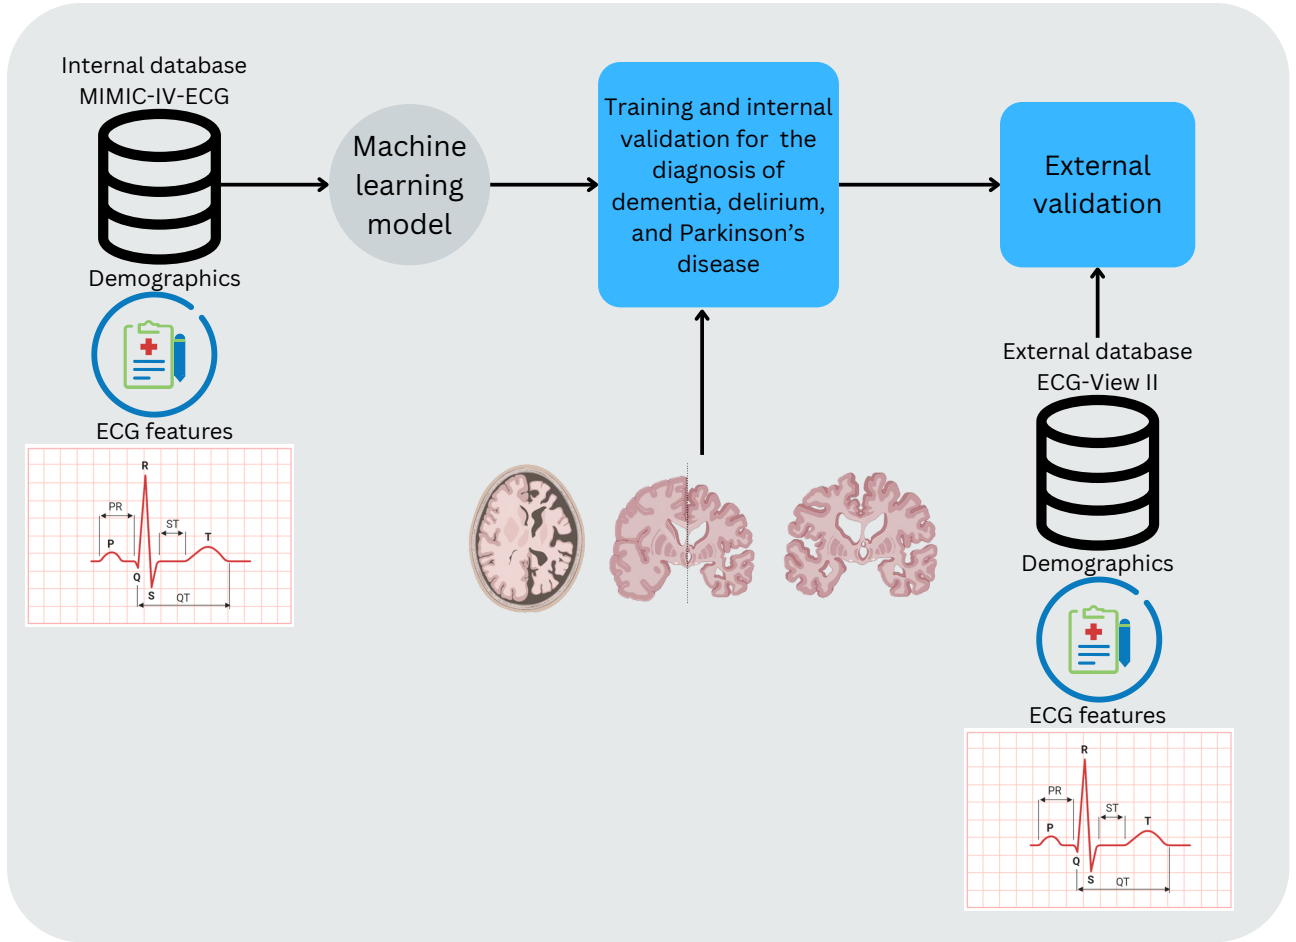 Internal database
MIMIC-IV-ECG
Demographics
ECG features
R
PR
ST
P
T
Q
S
QT
Machine
learning
model
Training and internal
validation for the
diagnosis of
dementia, delirium,
and Parkinson's
disease
External
validation
External database
ECG-View II
Demographics
ECG features
R
PR
ST
P
T
Q
S
QT